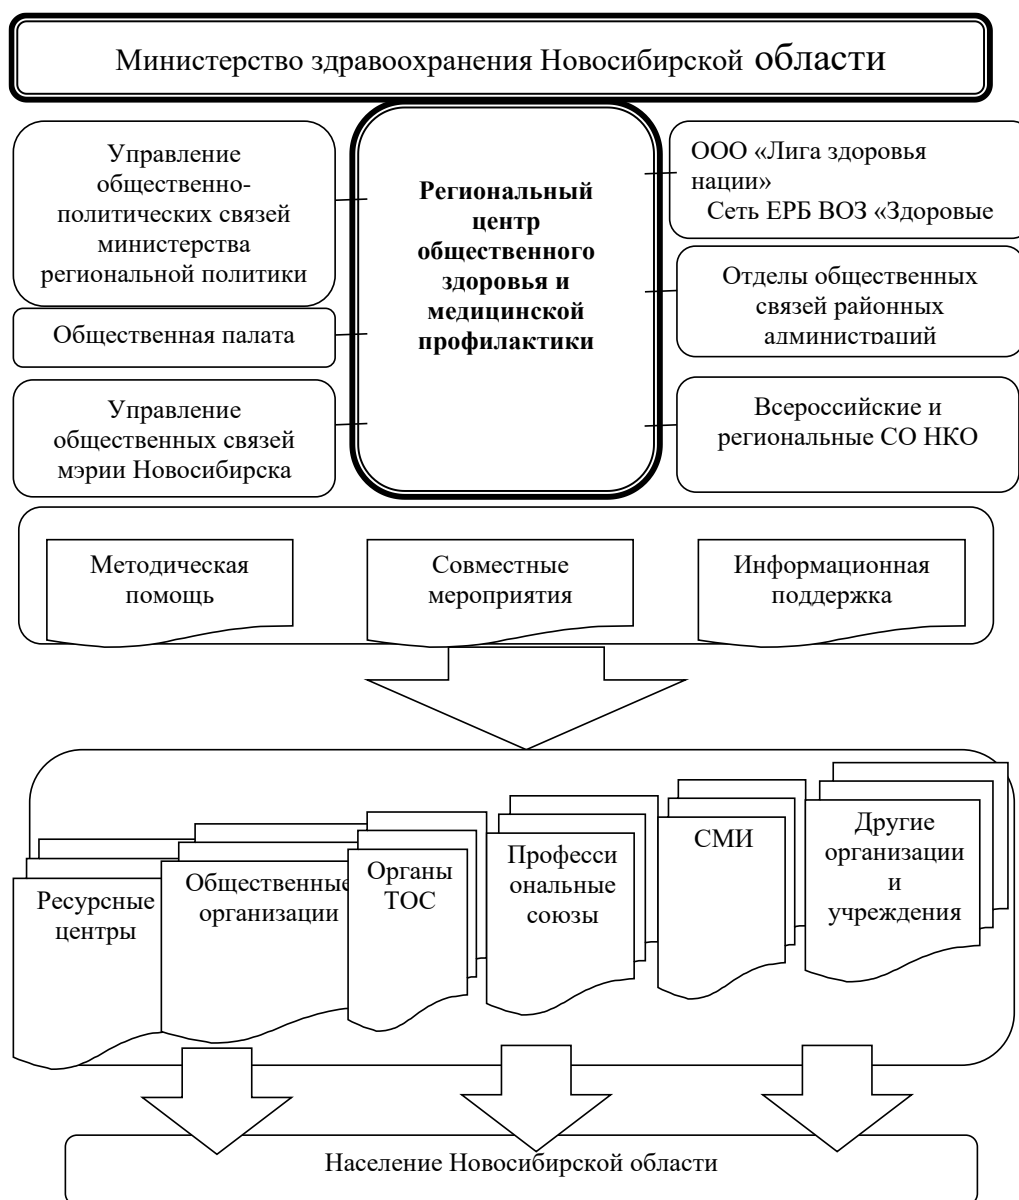 Министерство здравоохранения Новосибирской области
Управление
общественно-
политических связей
министерства
региональной политики
Общественная палата
Управление
общественных связей
мэрии Новосибирска
Региональный
центр
общественного
здоровья и
медицинской
профилактики
ООО «Лига здоровья
нации»
Сеть ЕРБ ВОЗ «Здоровые
Отделы общественных
связей районных
администраций
Всероссийские и
региональные СО НКО
Методическая
помощь
Совместные
мероприятия
Информационная
поддержка
Ресурсные
центры
Общественные
организации
Органы
ТОС
Професси
ональные
союзы
СМИ
Другие
организации
и
учреждения
Население Новосибирской области